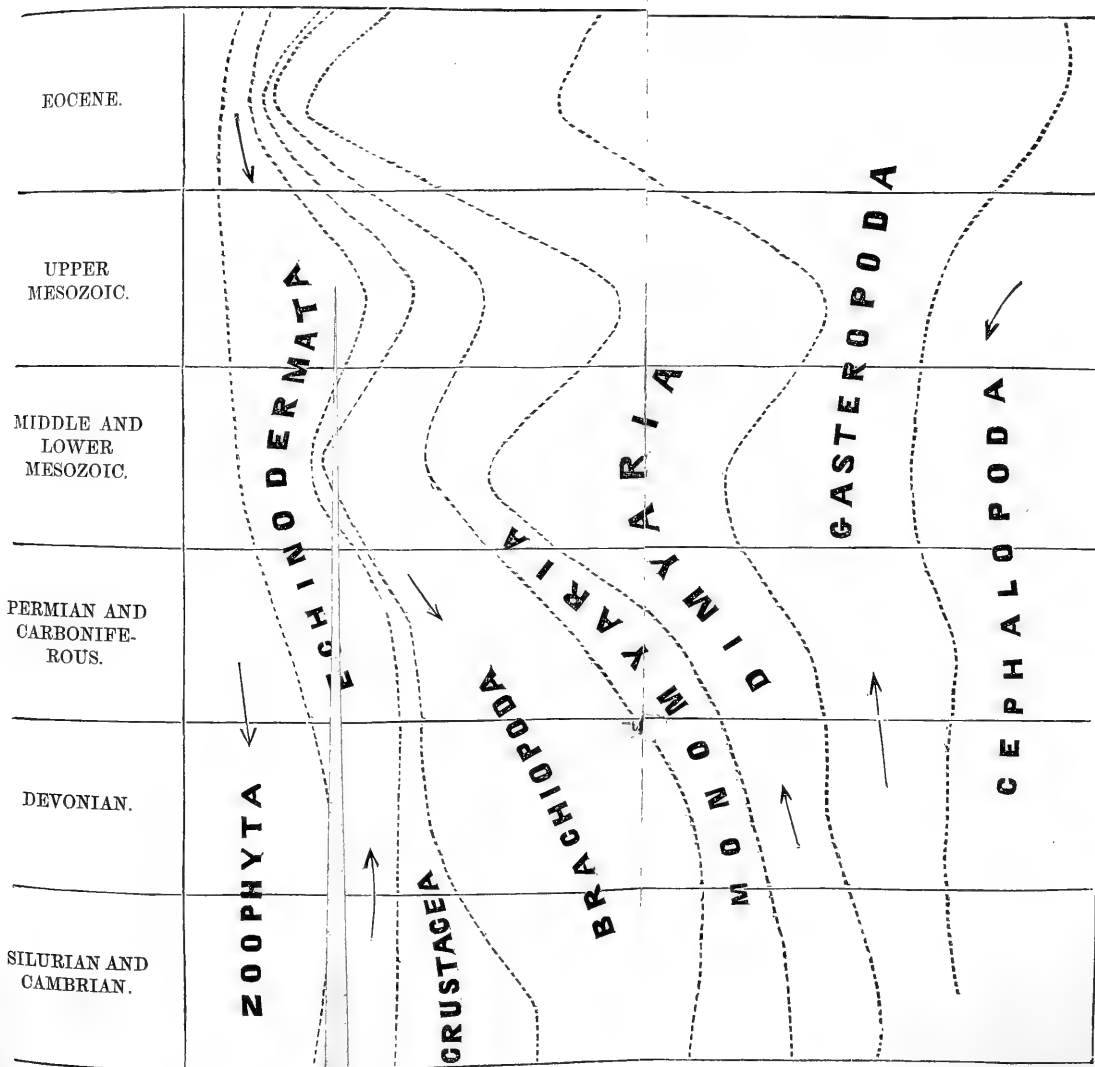 EOCENE.
UPPER
MESOZOIC.
MIDDLE AND
LOWER
MESOZOIC.
PERMIAN AND
CARBONIFE-
ROUS.
DEVONIAN.
SILURIAN AND
CAMBRIAN.
ZOOPHYTA
ECHINODERMATA
CRUSTACEA
BRACHIOPODA
MONOMYARIA
DIMYARIA
GASTEROPODA
CEPHALOPODA